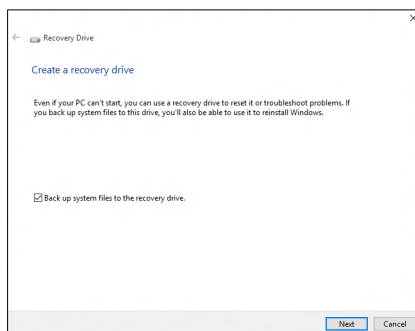 Recovery Drive
Create a recovery drive
Even if your PC can't start, you can use a recovery drive to reset it or troubleshoot problems. If
you back up system files to this drive, you'll also be able to use it to reinstall Windows.
Back up system files to the recovery drive.
Next Cancel